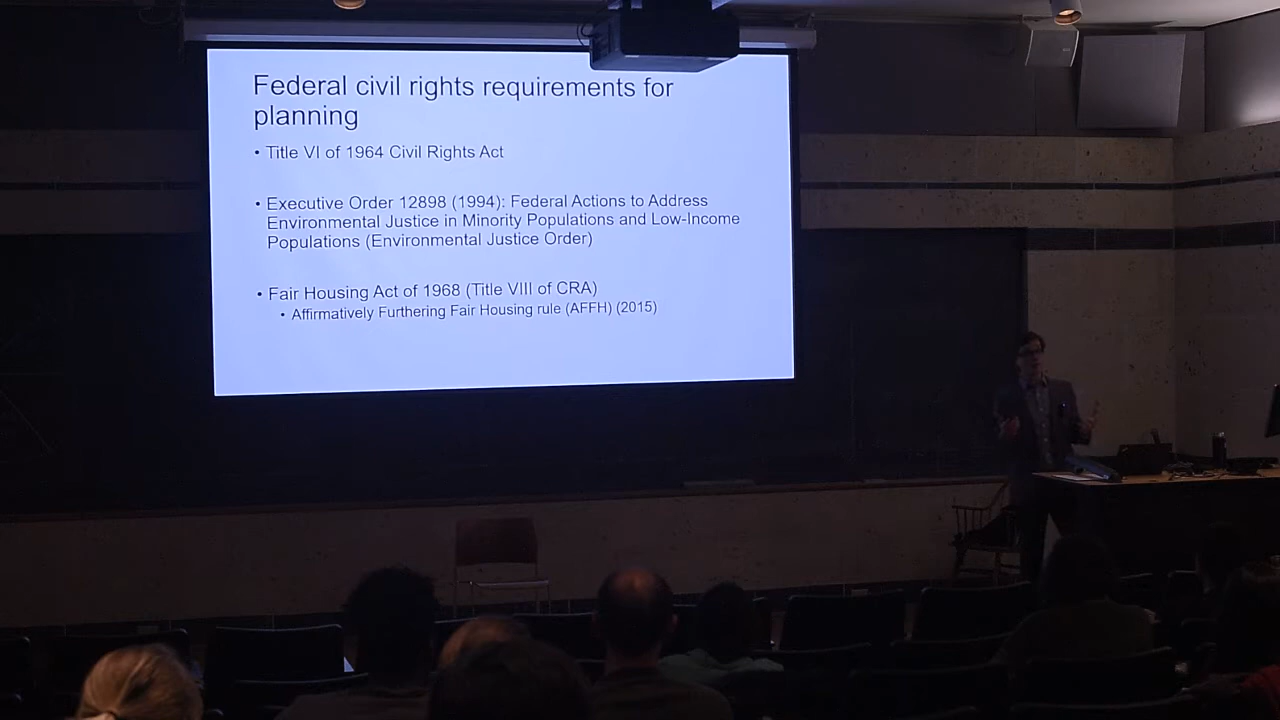 Federal civil rights requirements for
planning
• Title VI of 1964 Civil Rights Act
• Executive Order 12898 (1994): Federal Actions to Address
Environmental Justice in Minority Populations and Low-Income
Populations (Environmental Justice Order)
• Fair Housing Act of 1968 (Title VIII of CRA)
• Affirmatively Furthering Fair Housing rule (AFFH) (2015)